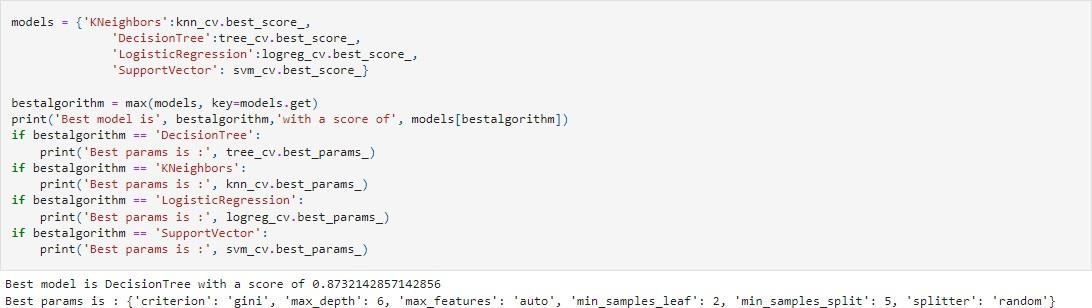 models = {'KNeighbors':knn_cv.best_score_,
              'DecisionTree':tree_cv.best_score_,
              'LogisticRegression':logreg_cv.best_score_,
              'SupportVector': svm_cv.best_score_}

bestalgorithm = max(models, key=models.get)
print('Best model is', bestalgorithm,'with a score of', models[bestalgorithm])
if bestalgorithm == 'DecisionTree':
    print('Best params is :', tree_cv.best_params_)
if bestalgorithm == 'KNeighbors':
    print('Best params is :', knn_cv.best_params_)
if bestalgorithm == 'LogisticRegression':
    print('Best params is :', logreg_cv.best_params_)
if bestalgorithm == 'SupportVector':
    print('Best params is :', svm_cv.best_params_)
Best model is DecisionTree with a score of 0.8732142857142856
Best params is : {'criterion': 'gini', 'max_depth': 6, 'max_features': 'auto', 'min_samples_leaf': 2, 'min_samples_split': 5, 'splitter': 'random'}